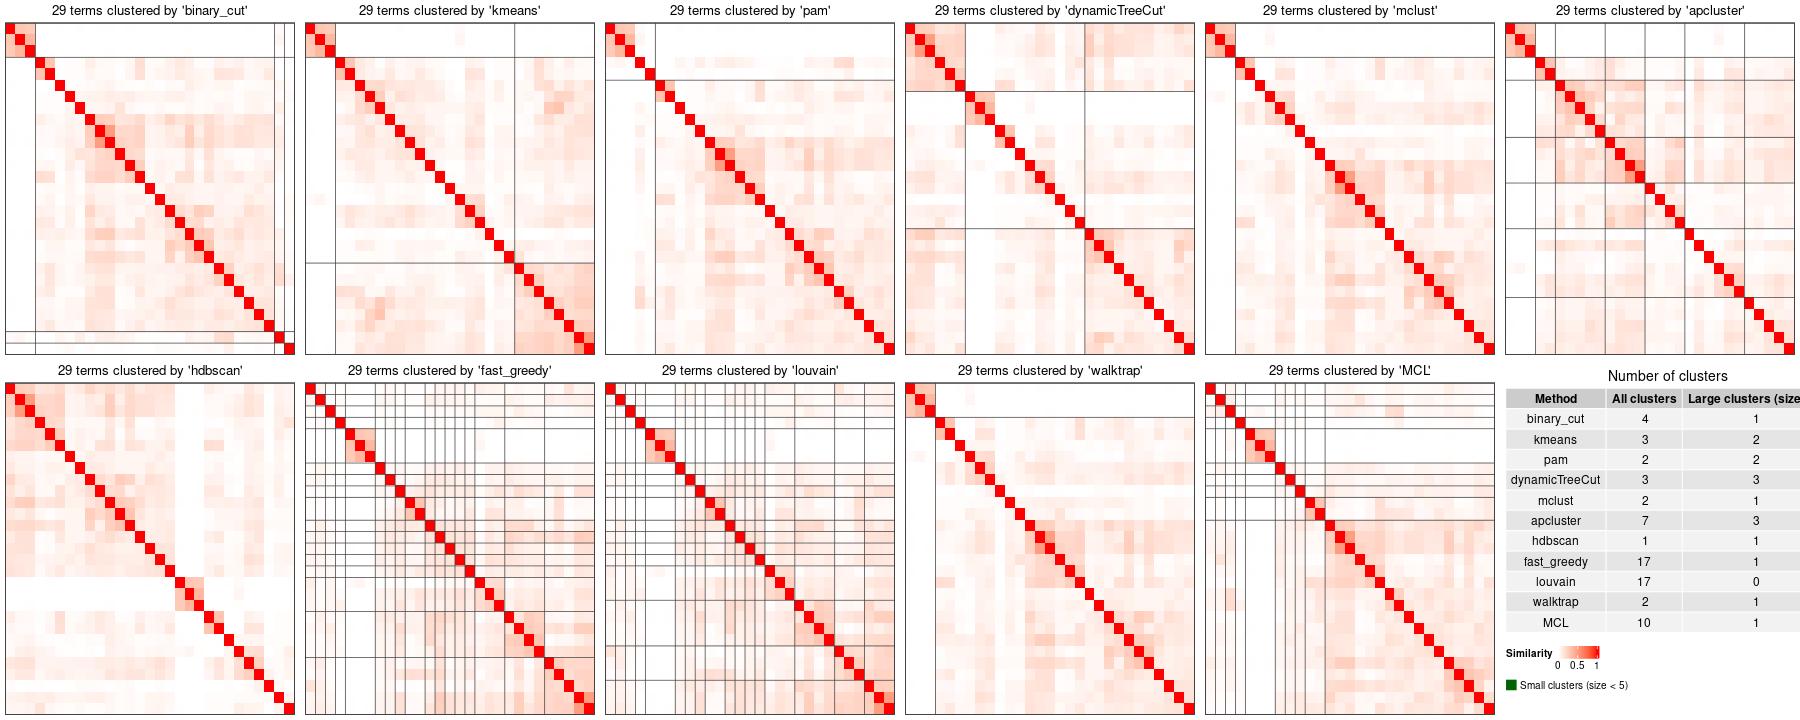 29 terms clustered by 'binary_cut'
29 terms clustered by 'kmeans'
29 terms clustered by 'pam'
29 terms clustered by 'dynamicTreeCut'
29 terms clustered by 'mclust'
29 terms clustered by 'apcluster'
29 terms clustered by 'hdbscan'
29 terms clustered by 'fast_greedy'
29 terms clustered by 'louvain'
29 terms clustered by 'walktrap'
29 terms clustered by 'MCL'
Number of clusters
Method All clusters Large clusters (size
binary_cut 4 1
kmeans 3 2
pam 2 2
dynamicTreeCut 3 3
mclust 2 1
apcluster 7 3
hdbscan 1 1
fast_greedy 17 1
louvain 17 0
walktrap 2 1
MCL 10 1
Similarity
0 0.5 1
Small clusters (size < 5)